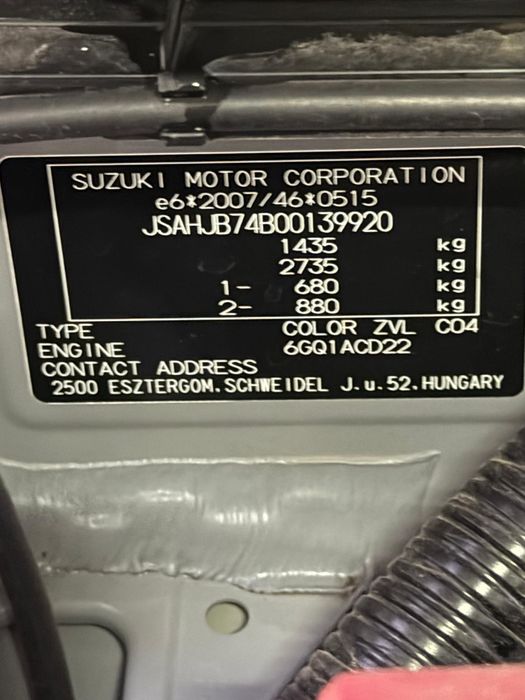 SUZUKI MOTOR CORPORATION
e6*2007/46*0515
JSAHJB74B00139920
1435 kg
2735 kg
1- 680 kg
2- 880 kg
TYPE COLOR ZVL C04
ENGINE 6GQ1ACD22
CONTACT ADDRESS
2500 ESZTERGOM.SCHWEIDEL J.u.52.HUNGARY